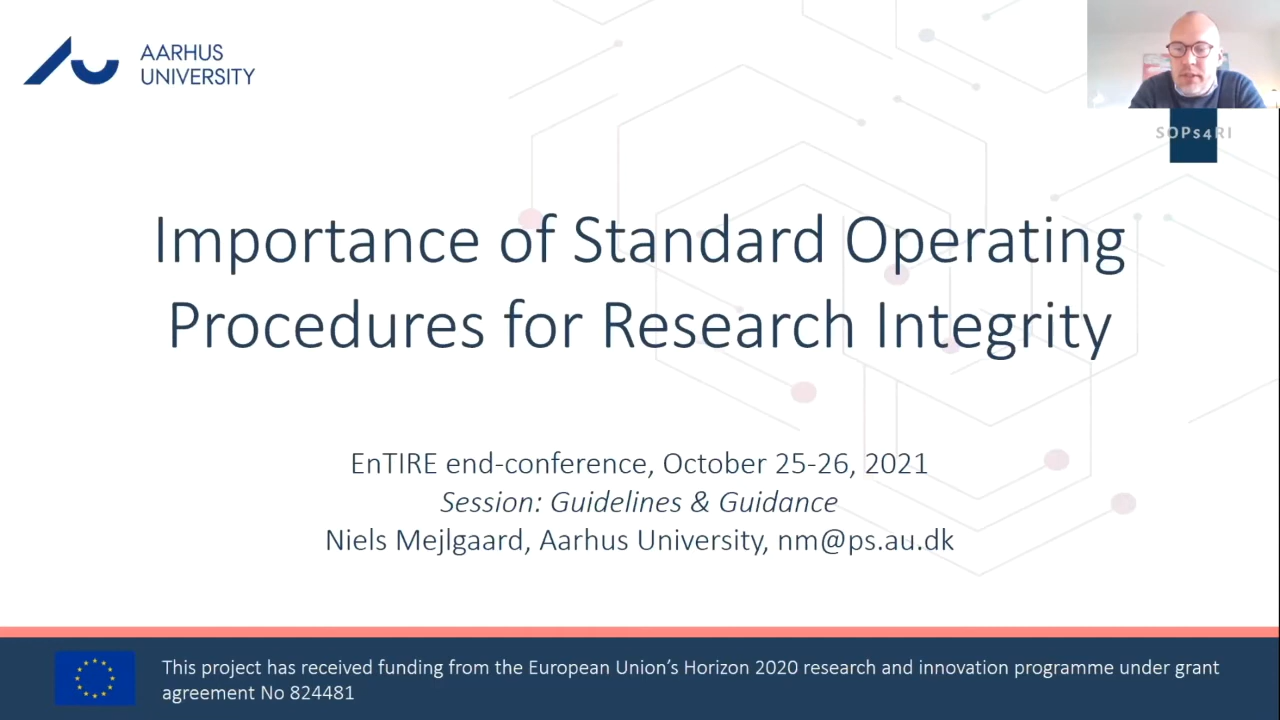 AARHUS
UNIVERSITY
SOPs4RI
Importance of Standard Operating
Procedures for Research Integrity
EnTIRE end-conference, October 25-26, 2021
Session: Guidelines & Guidance
Niels Mejlgaard, Aarhus University, nm@ps.au.dk
This project has received funding from the European Union's Horizon 2020 research and innovation programme under grant
agreement No 824481